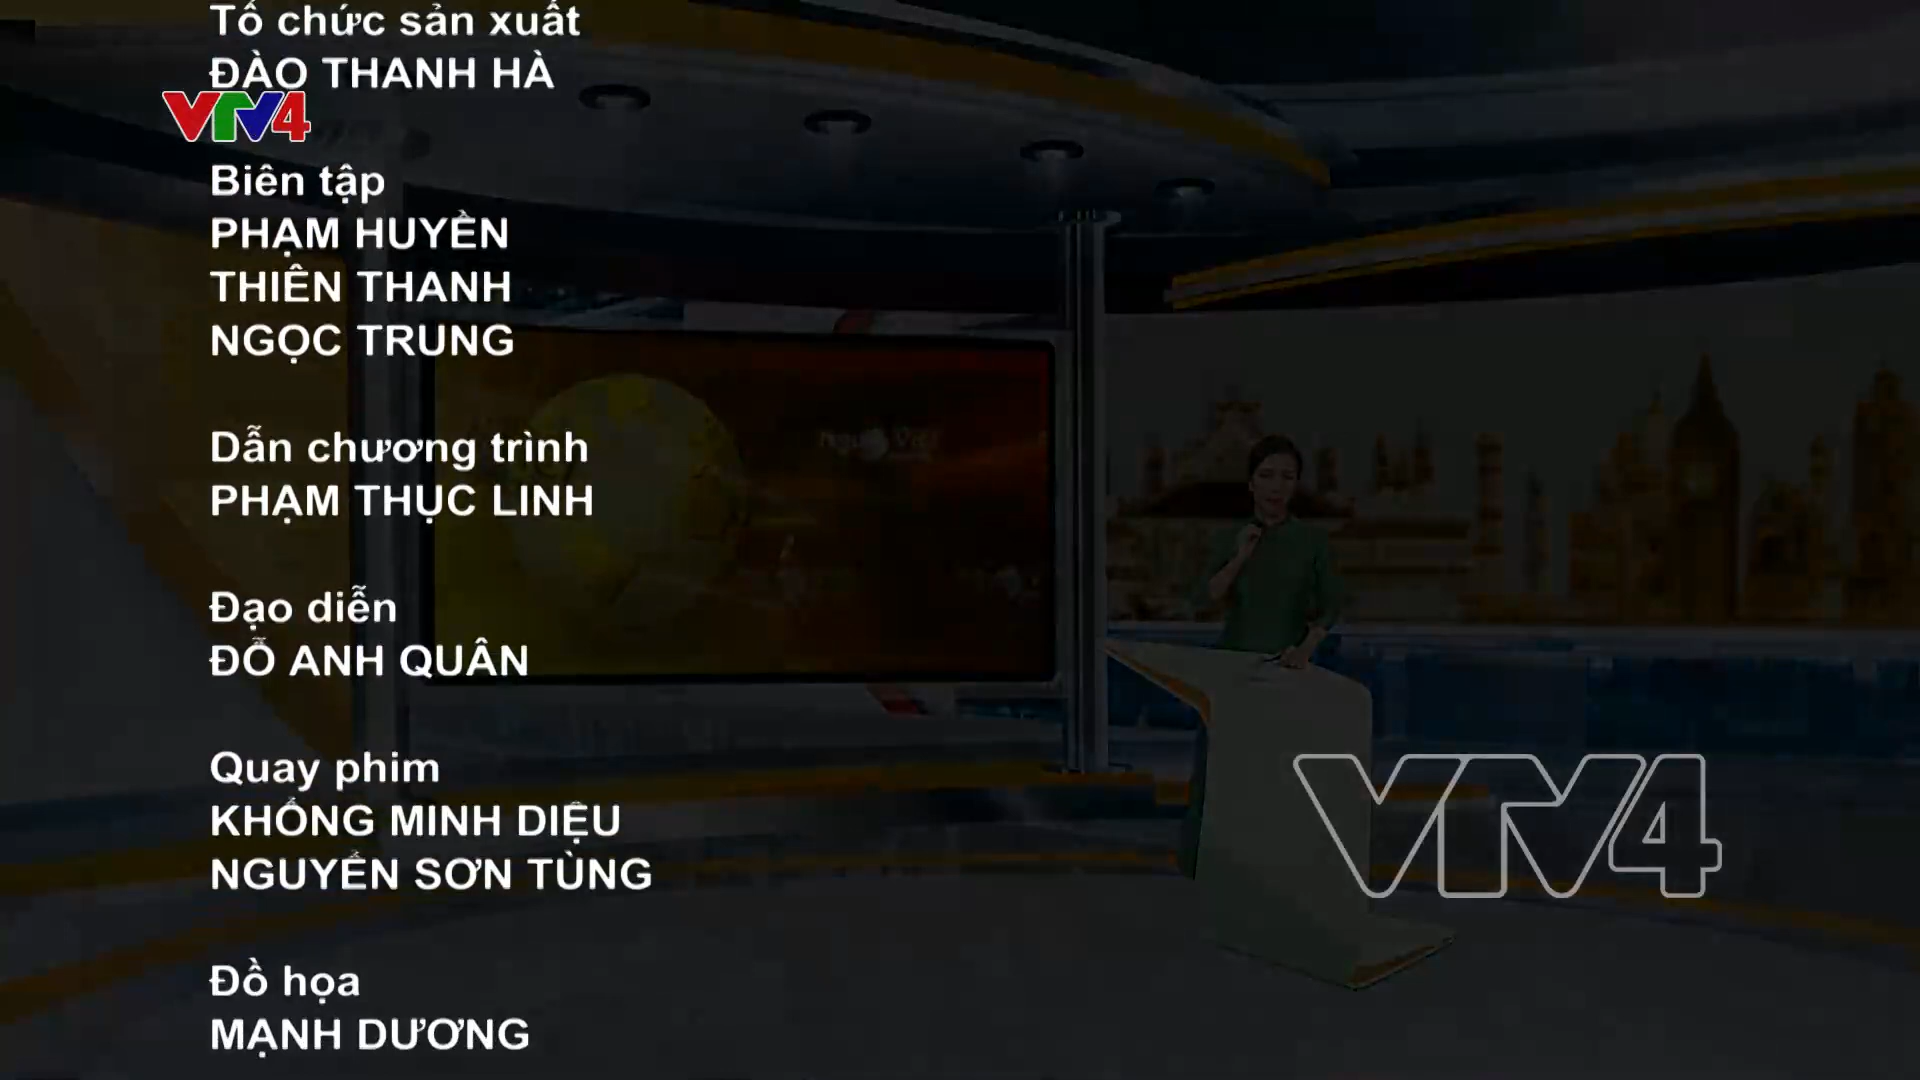 Tổ chức sản xuất
ĐÀO THANH HÀ
VTV4
Biên tập
PHẠM HUYỀN
THIÊN THANH
NGỌC TRUNG
Dẫn chương trình
PHẠM THỤC LINH
Đạo diễn
ĐỖ ANH QUÂN
Quay phim
KHỔNG MINH DIỆU
NGUYỄN SƠN TÙNG
VTV4
Đồ họa
MẠNH DƯƠNG